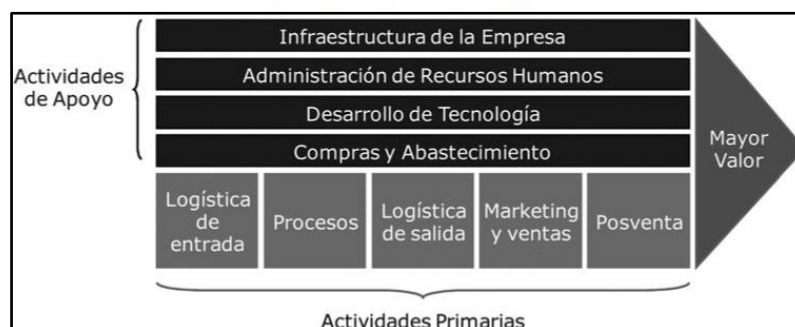 Actividades
de Apoyo
Infraestructura de la Empresa
Administración de Recursos Humanos
Desarrollo de Tecnología
Compras y Abastecimiento
Logística
de
entrada
Procesos
Logística
de salida
Marketing
y ventas
Posventa
Mayor
Valor
Actividades Primarias